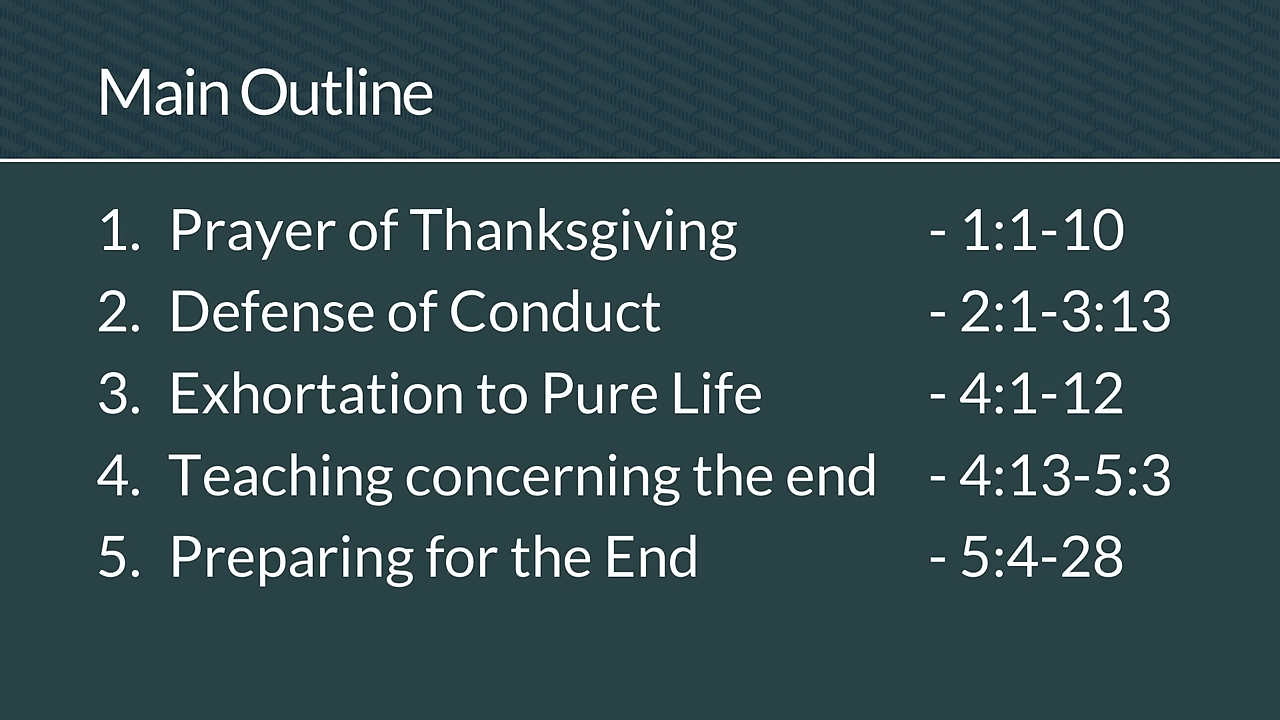 Main Outline
1. Prayer of Thanksgiving - 1:1-10
2. Defense of Conduct - 2:1-3:13
3. Exhortation to Pure Life - 4:1-12
4. Teaching concerning the end - 4:13-5:3
5. Preparing for the End - 5:4-28